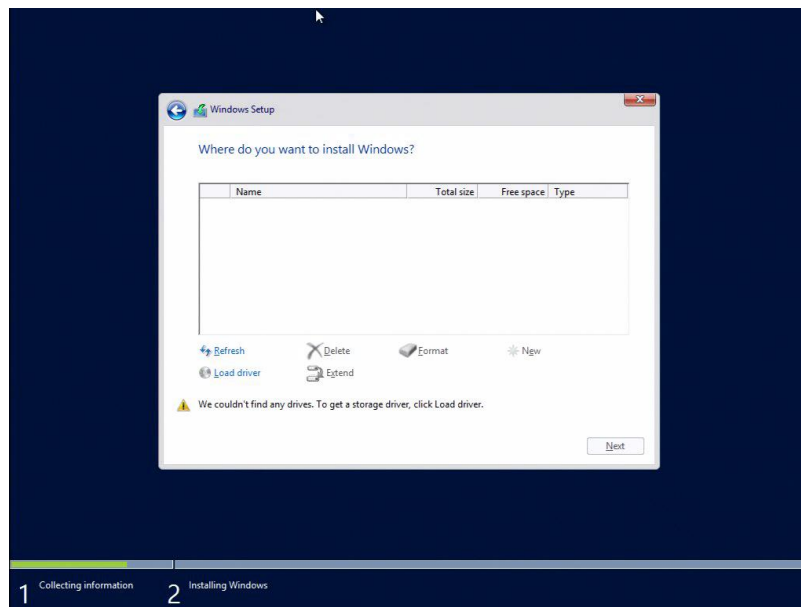 Windows Setup
Where do you want to install Windows?
Name Total size Free space Type
Refresh Delete Format New
Load driver Extend
We couldn't find any drives. To get a storage driver, click Load driver.
Next
1 Collecting information 2 Installing Windows